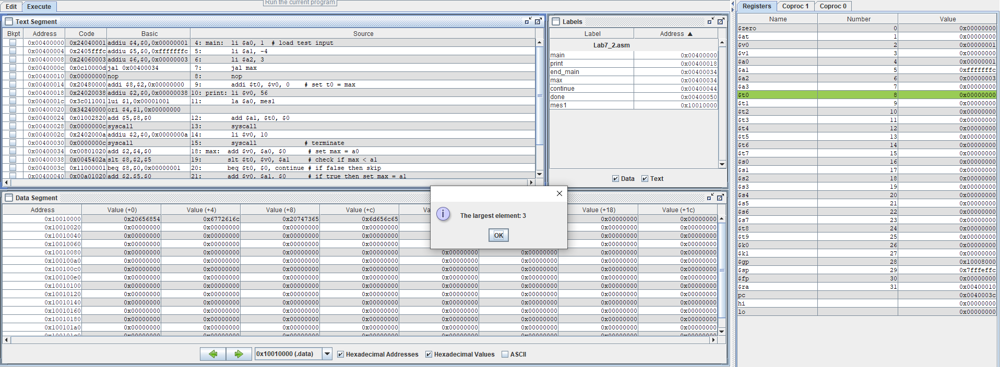 Run the current program
Edit Execute
Text Segment
Bkpt Address Code Basic Source
0x00400000 0x24040001 addiu $4,$0,0x00000001 4: main: li $a0, 1 # load test input
0x00400004 0x2405fffc addiu $5,$0,0xfffffffc 5: li $a1, -4
0x00400008 0x24060003 addiu $6,$0,0x00000003 6: li $a2, 3
0x0040000c 0x0c10000d jal 0x00400034 7: jal max
0x00400010 0x00000000 nop 8: nop
0x00400014 0x20480000 addi $8,$2,0x00000000 9: addi $t0, $v0, 0 # set t0 = max
0x00400018 0x24020038 addiu $2,$0,0x00000038 10: print: li $v0, 56
0x0040001c 0x3c011001 lui $1,0x00001001 11: la $a0, mes1
0x00400020 0x34240000 ori $4,$1,0x00000000
0x00400024 0x01002820 add $5,$8,$0 12: add $a1, $t0, $0
0x00400028 0x0000000c syscall 13: syscall
0x0040002c 0x2402000a addiu $2,$0,0x0000000a 14: li $v0, 10
0x00400030 0x0000000c syscall 15: syscall # terminate
0x00400034 0x00801020 add $2,$4,$0 18: max: add $v0, $a0, $0 # set max = a0
0x00400038 0x0045402a slt $8,$2,$5 19: slt $t0, $v0, $a1 # check if max < a1
0x0040003c 0x11000001 beq $8,$0,0x00000001 20: beq $t0, $0, continue # if false then skip
0x00400040 0x00a01020 add $2,$5,$0 21: add $v0, $a1, $0 # if true then set max = a1
Labels
Label Address ▲
Lab7_2.asm
main 0x00400000
print 0x00400018
end_main 0x00400034
max 0x00400034
continue 0x00400044
done 0x00400050
mes1 0x10010000
Data Text
Data Segment
Address Value (+0) Value (+4) Value (+8) Value (+c) Value (+18) Value (+1c)
0x10010000 0x20656854 0x6772616c 0x20747365 0x6d656c65 0x00000000 0x00000000
0x10010020 0x00000000 0x00000000 0x00000000 0x00000000 0x00000000 0x00000000
0x10010040 0x00000000 0x00000000 0x00000000 0x00000000 0x00000000 0x00000000
0x10010060 0x00000000 0x00000000 0x00000000 0x00000000 0x00000000 0x00000000
0x10010080 0x00000000 0x00000000 0x00000000 0x00000000 0x00000000 0x00000000 0x00000000 0x00000000
0x100100a0 0x00000000 0x00000000 0x00000000 0x00000000 0x00000000 0x00000000 0x00000000 0x00000000
0x100100c0 0x00000000 0x00000000 0x00000000 0x00000000 0x00000000 0x00000000 0x00000000 0x00000000
0x100100e0 0x00000000 0x00000000 0x00000000 0x00000000 0x00000000 0x00000000 0x00000000 0x00000000
0x10010100 0x00000000 0x00000000 0x00000000 0x00000000 0x00000000 0x00000000 0x00000000 0x00000000
0x10010120 0x00000000 0x00000000 0x00000000 0x00000000 0x00000000 0x00000000 0x00000000 0x00000000
0x10010140 0x00000000 0x00000000 0x00000000 0x00000000 0x00000000 0x00000000 0x00000000 0x00000000
0x10010160 0x00000000 0x00000000 0x00000000 0x00000000 0x00000000 0x00000000 0x00000000 0x00000000
0x10010180 0x00000000 0x00000000 0x00000000 0x00000000 0x00000000 0x00000000 0x00000000 0x00000000
0x100101a0 0x00000000 0x00000000 0x00000000 0x00000000 0x00000000 0x00000000 0x00000000 0x00000000
The largest element: 3
OK
0x10010000 (.data) Hexadecimal Addresses Hexadecimal Values ASCII
Registers Coproc 1 Coproc 0
Name Number Value
$zero 0 0x00000000
$at 1 0x00000000
$v0 2 0x00000001
$v1 3 0x00000000
$a0 4 0x00000001
$a1 5 0xfffffffc
$a2 6 0x00000003
$a3 7 0x00000000
$t0 8 0x00000000
$t1 9 0x00000000
$t2 10 0x00000000
$t3 11 0x00000000
$t4 12 0x00000000
$t5 13 0x00000000
$t6 14 0x00000000
$t7 15 0x00000000
$s0 16 0x00000000
$s1 17 0x00000000
$s2 18 0x00000000
$s3 19 0x00000000
$s4 20 0x00000000
$s5 21 0x00000000
$s6 22 0x00000000
$s7 23 0x00000000
$t8 24 0x00000000
$t9 25 0x00000000
$k0 26 0x00000000
$k1 27 0x00000000
$gp 28 0x10008000
$sp 29 0x7fffeffc
$fp 30 0x00000000
$ra 31 0x00400010
pc 0x0040003c
hi 0x00000000
lo 0x00000000